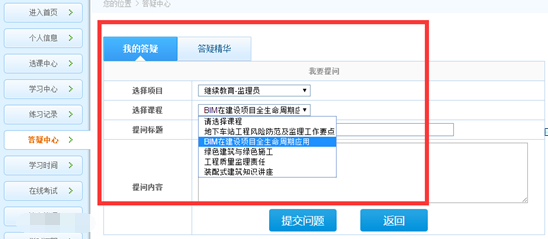 您的位置 > 答疑中心
进入首页
个人信息
选课中心
学习中心
练习记录
答疑中心
学习时间
在线考试
我的答疑
答疑精华
我要提问
选择项目
继续教育-监理员
选择课程
BIM在建设项目全生命周期应
请选择课程
地下车站工程风险防范及监理工作要点
BIM在建设项目全生命周期应用
绿色建筑与绿色施工
工程质量监理责任
装配式建筑知识讲座
提问标题
提问内容
提交问题
返回